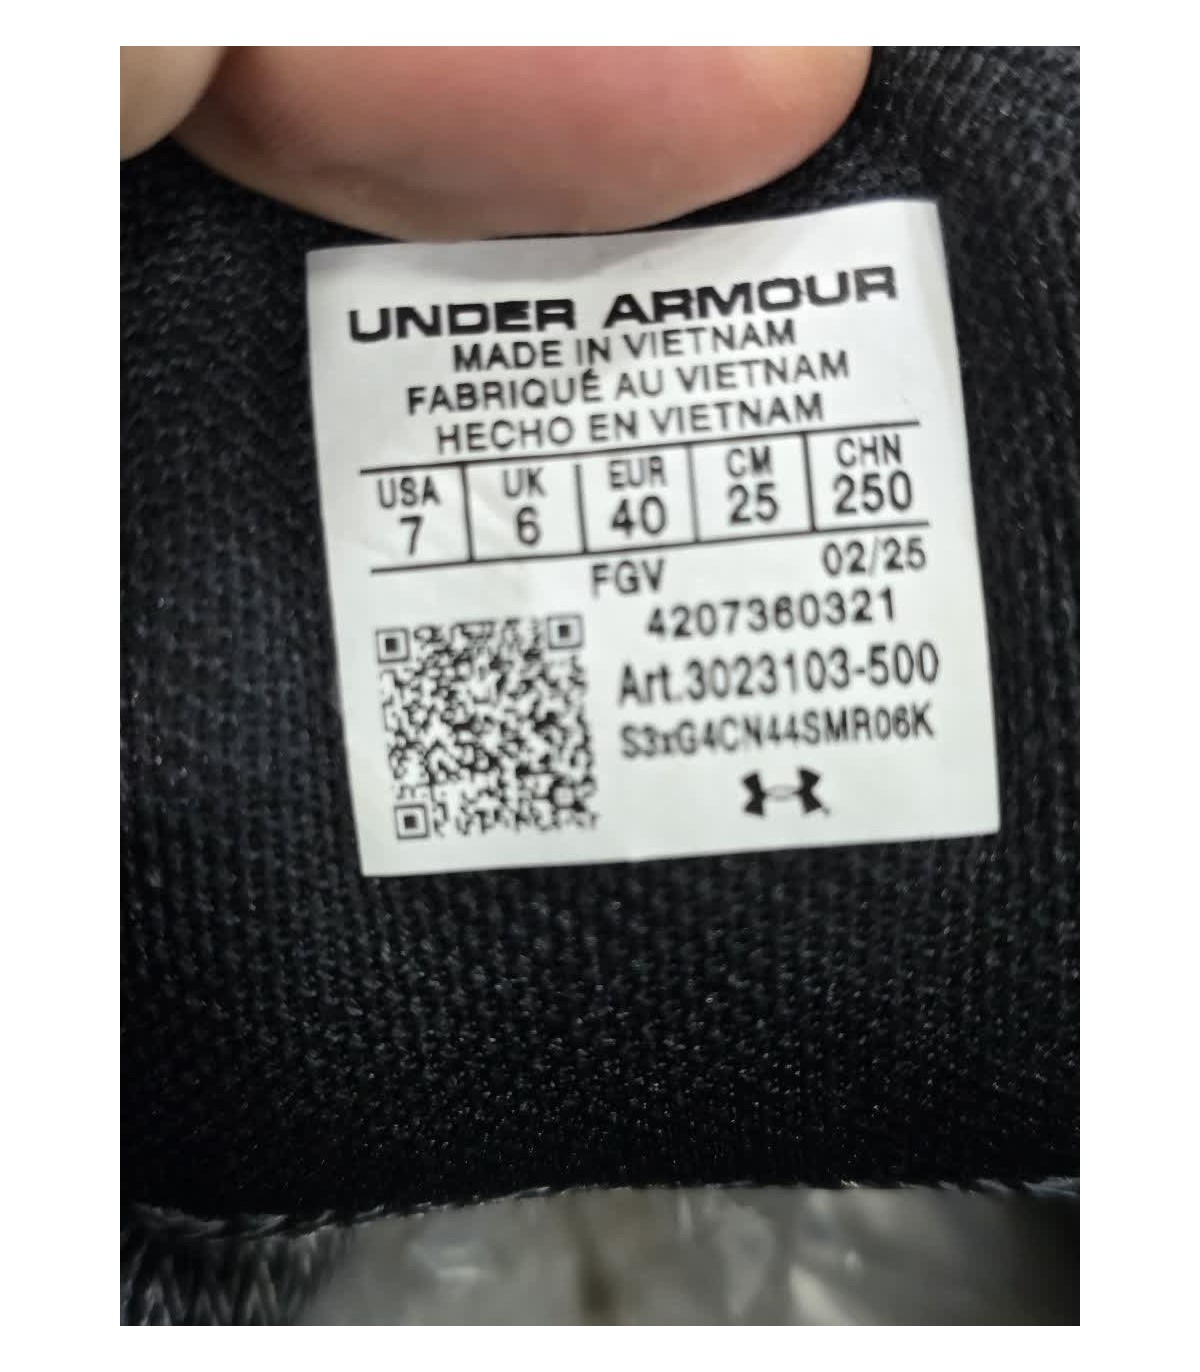 UNDER ARMOUR
MADE IN VIETNAM
FABRIQUÉ AU VIETNAM
HECHO EN VIETNAM
USA UK EUR CM CHN
7 6 40 25 250
FGV 02/25
4207360321
Art.3023103-500
S3xG4CN44SMR06K